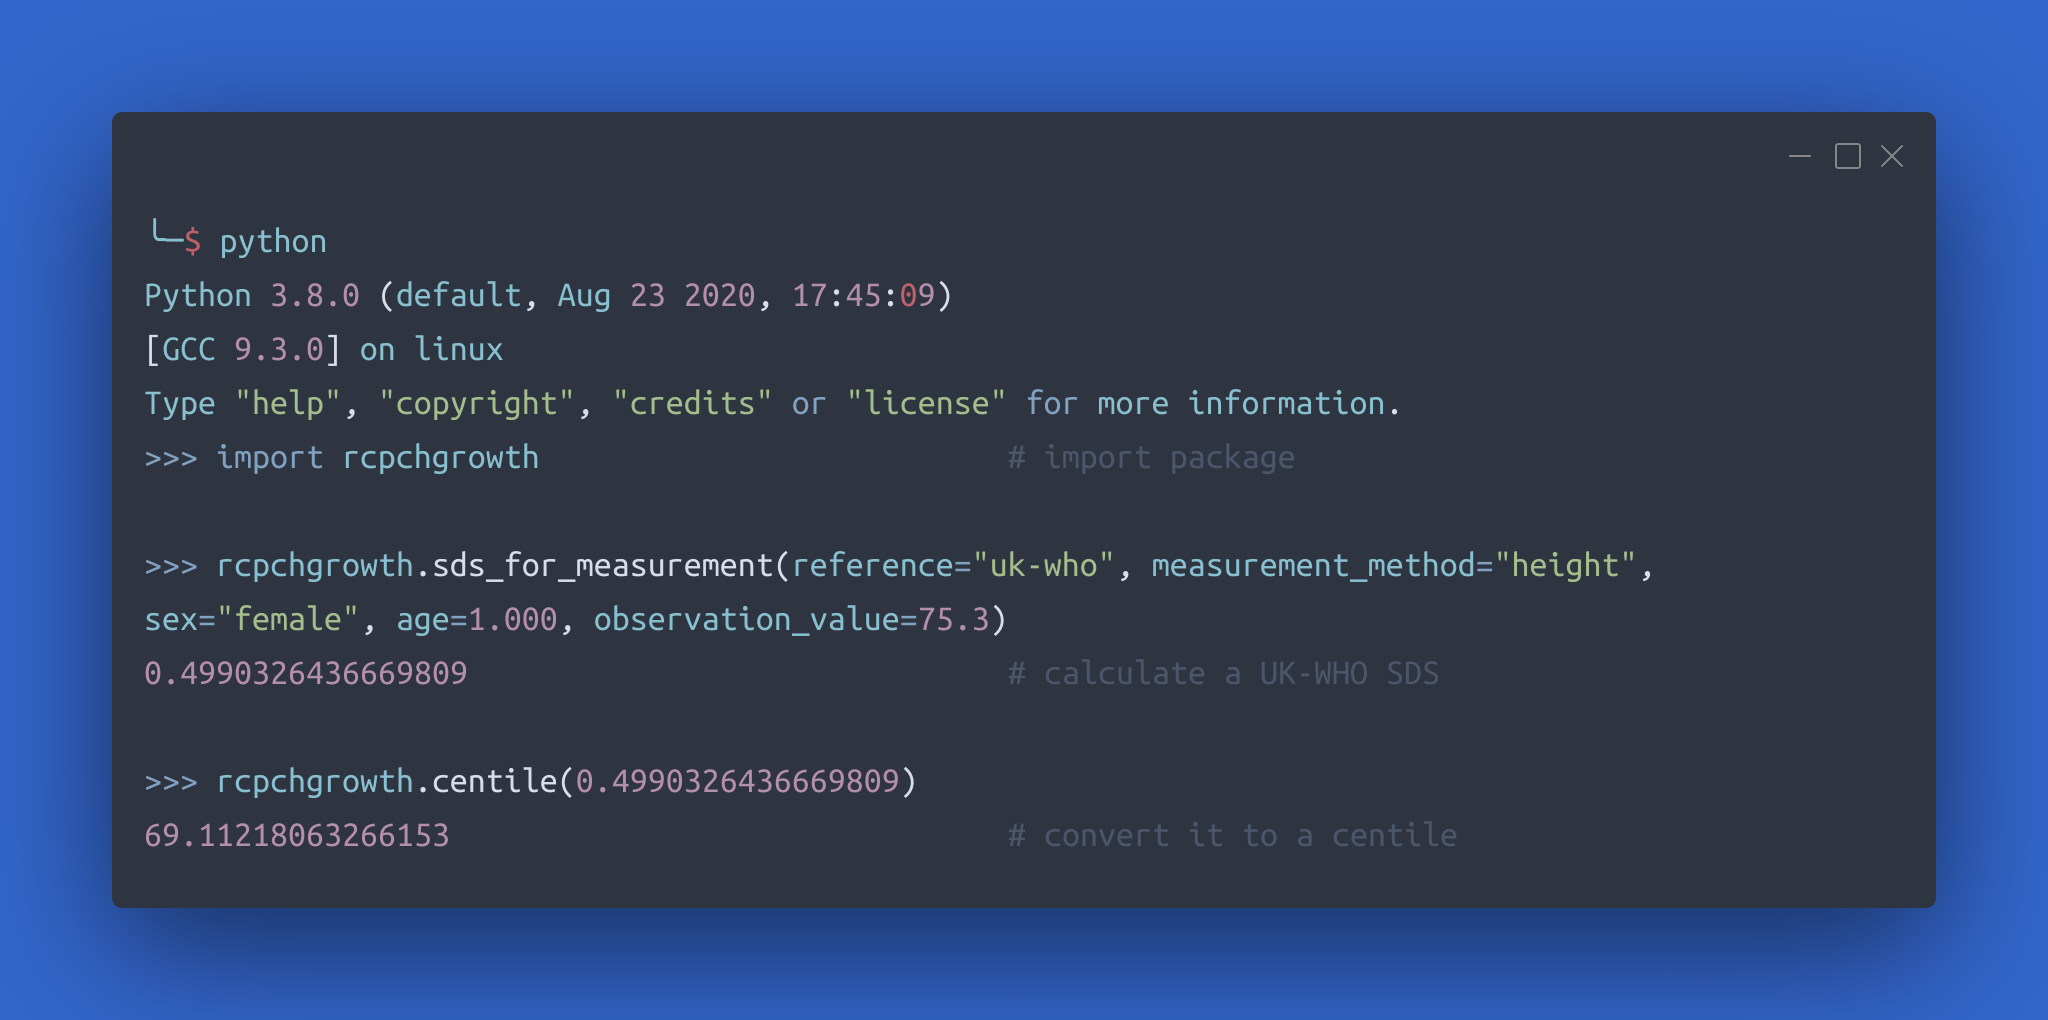 ╰─$ python
Python 3.8.0 (default, Aug 23 2020, 17:45:09)
[GCC 9.3.0] on linux
Type "help", "copyright", "credits" or "license" for more information.
>>> import rcpchgrowth                          # import package
>>> rcpchgrowth.sds_for_measurement(reference="uk-who", measurement_method="height",
sex="female", age=1.000, observation_value=75.3)
0.4990326436669809                              # calculate a UK-WHO SDS
>>> rcpchgrowth.centile(0.4990326436669809)
69.11218063266153                               # convert it to a centile